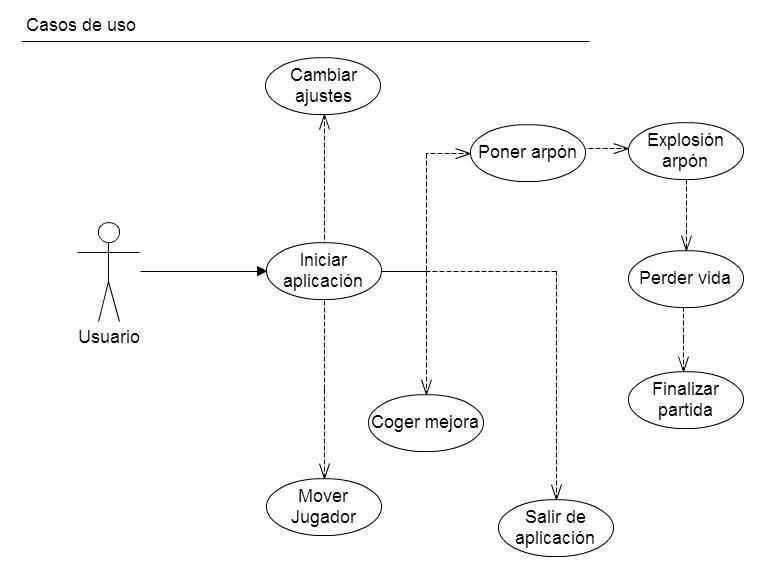 Casos de uso
Cambiar
ajustes
Poner arpón
Explosión
arpón
Iniciar
aplicación
Perder vida
Usuario
Finalizar
partida
Coger mejora
Mover
Jugador
Salir de
aplicación